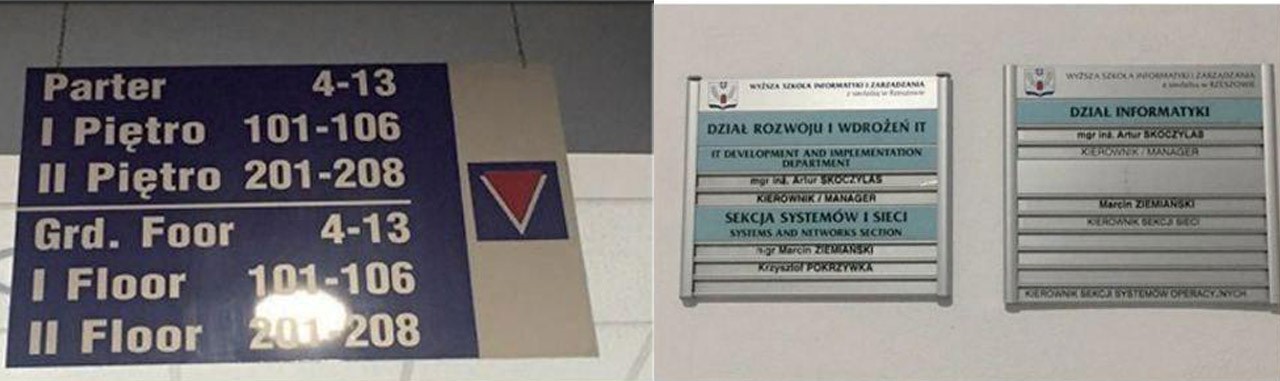 Parter 4-13
I Piętro 101-106
II Piętro 201-208
Grd. Foor 4-13
I Floor 101-106
II Floor 201-208
WYŻSZA SZKOŁA INFORMATYKI I ZARZĄDZANIA
z siedzibą w Rzeszowie
DZIAŁ ROZWOJU I WDROŻEŃ IT
IT DEVELOPMENT AND IMPLEMENTATION
DEPARTMENT
mgr inż. Artur SKOCZYLAS
KIEROWNIK / MANAGER
SEKCJA SYSTEMÓW I SIECI
SYSTEMS AND NETWORKS SECTION
mgr Marcin ZIEMIAŃSKI
Krzysztof POKRZYWKA
WYŻSZA SZKOŁA INFORMATYKI I ZARZĄDZANIA
z siedzibą w RZESZOWIE
DZIAŁ INFORMATYKI
mgr inż. Artur SKOCZYLAS
KIEROWNIK / MANAGER
Marcin ZIEMIAŃSKI
KIEROWNIK SEKCJI SIECI
KIEROWNIK SEKCJI SYSTEMÓW OPERACYJNYCH